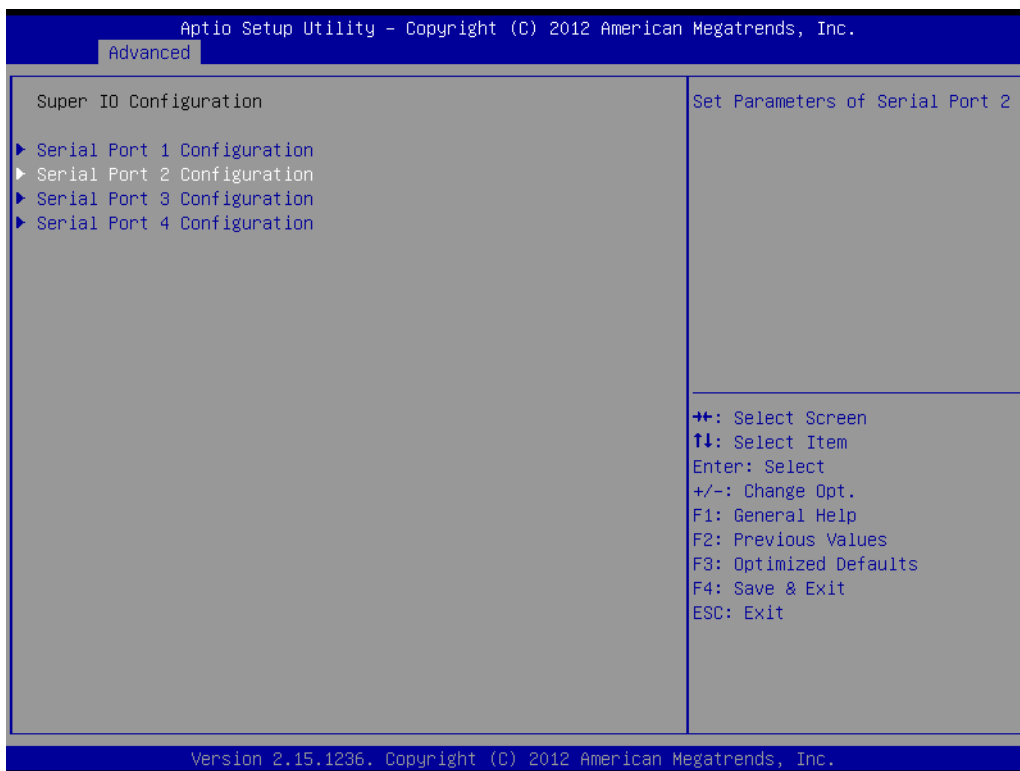 Aptio Setup Utility – Copyright (C) 2012 American Megatrends, Inc.
Advanced
Super IO Configuration
▶ Serial Port 1 Configuration
▶ Serial Port 2 Configuration
▶ Serial Port 3 Configuration
▶ Serial Port 4 Configuration
Set Parameters of Serial Port 2
→←: Select Screen
↑↓: Select Item
Enter: Select
+/-: Change Opt.
F1: General Help
F2: Previous Values
F3: Optimized Defaults
F4: Save & Exit
ESC: Exit
Version 2.15.1236. Copyright (C) 2012 American Megatrends, Inc.